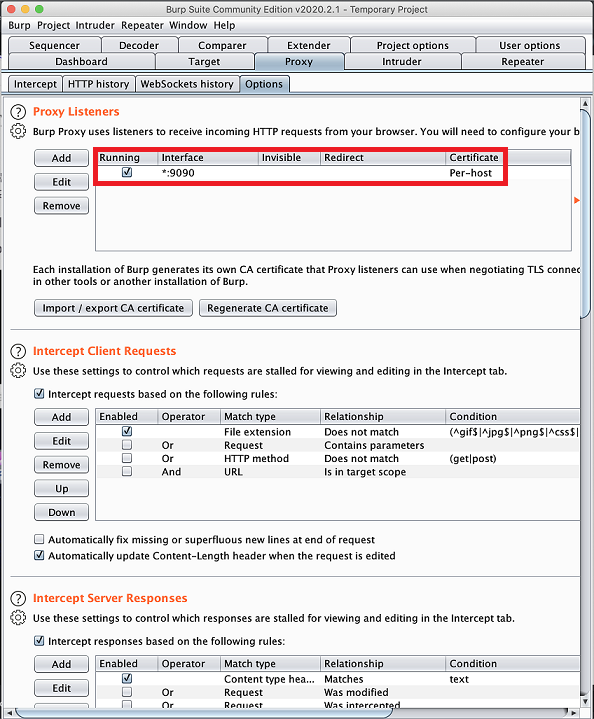 Burp Suite Community Edition v2020.2.1 - Temporary Project
Burp Project Intruder Repeater Window Help
Sequencer Decoder Comparer Extender Project options User options
Dashboard Target Proxy Intruder Repeater
Intercept HTTP history WebSockets history Options
? Proxy Listeners
Burp Proxy uses listeners to receive incoming HTTP requests from your browser. You will need to configure your b
Add Running Interface Invisible Redirect Certificate
*:9090 Per-host
Edit
Remove
Each installation of Burp generates its own CA certificate that Proxy listeners can use when negotiating TLS conne
in other tools or another installation of Burp.
Import / export CA certificate Regenerate CA certificate
? Intercept Client Requests
Use these settings to control which requests are stalled for viewing and editing in the Intercept tab.
Intercept requests based on the following rules:
Add Enabled Operator Match type Relationship Condition
File extension Does not match (^gif$|^jpg$|^png$|^css$|
Edit Or Request Contains parameters
Remove Or HTTP method Does not match (get|post)
And URL Is in target scope
Up
Down
Automatically fix missing or superfluous new lines at end of request
Automatically update Content-Length header when the request is edited
? Intercept Server Responses
Use these settings to control which responses are stalled for viewing and editing in the Intercept tab.
Intercept responses based on the following rules:
Add Enabled Operator Match type Relationship Condition
Content type hea... Matches text
Edit Or Request Was modified
Or Request Was intercepted